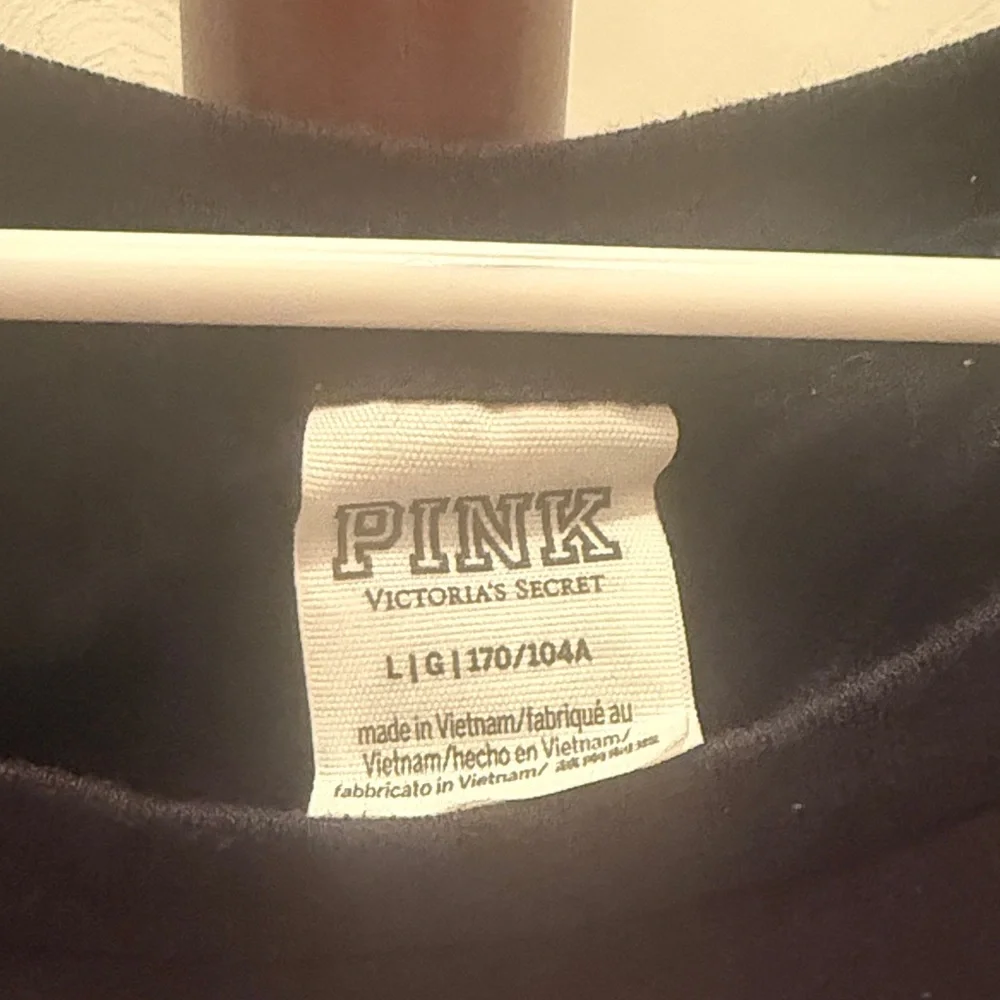 PINK
VICTORIA'S SECRET
L|G|170/104A
made in Vietnam/fabriqué au
Vietnam/hecho en Vietnam/
fabbricato in Vietnam/